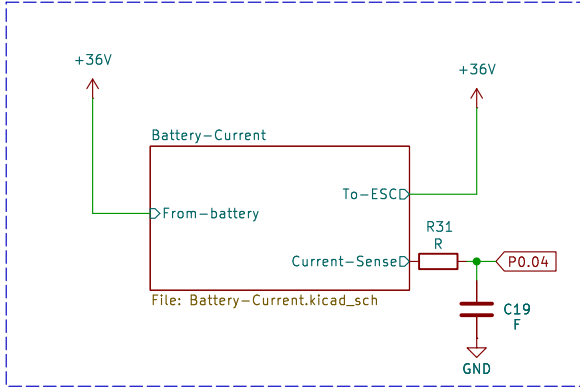 +36V
+36V
Battery-Current
To-ESC
From-battery
R31
R
Current-Sense
P0.04
File: Battery-Current.kicad_sch
C19
F
GND